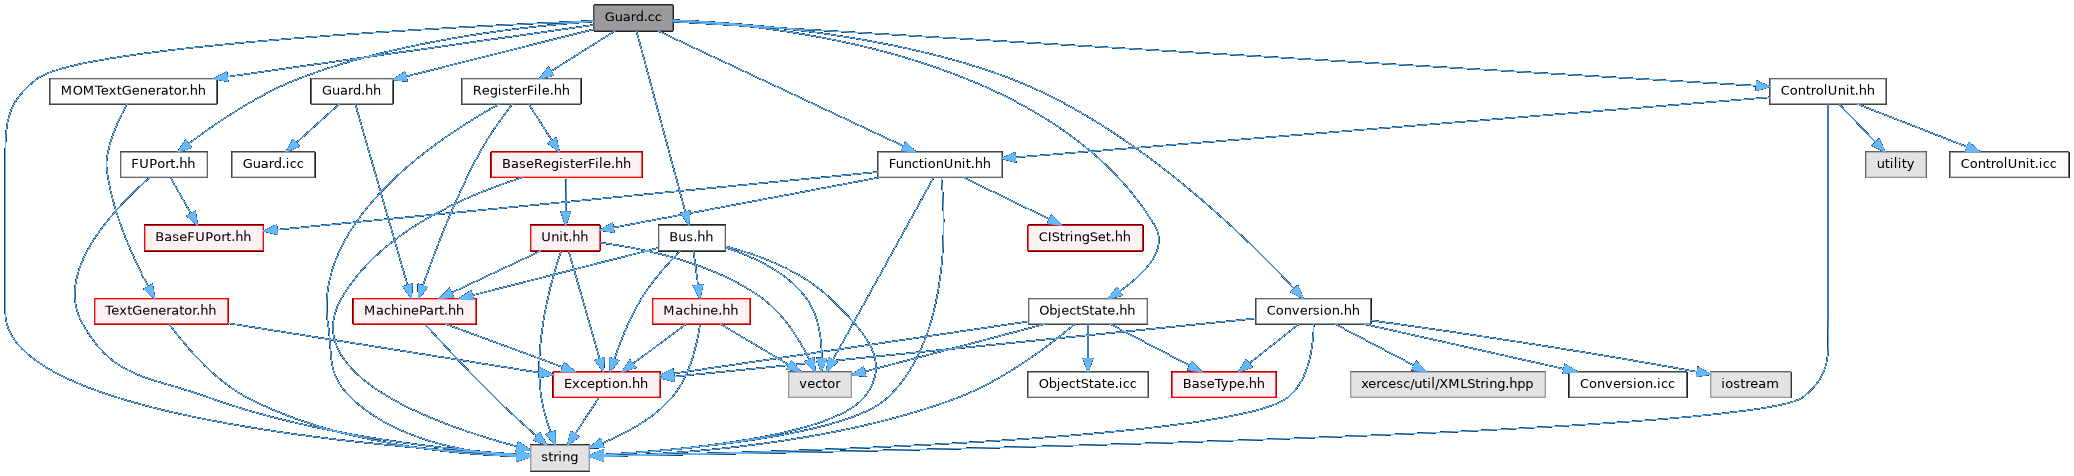 Guard.cc
MOMTextGenerator.hh
Guard.hh
RegisterFile.hh
ControlUnit.hh
FUPort.hh
Guard.icc
BaseRegisterFile.hh
FunctionUnit.hh
utility
ControlUnit.icc
BaseFUPort.hh
Unit.hh
Bus.hh
CIStringSet.hh
TextGenerator.hh
MachinePart.hh
Machine.hh
ObjectState.hh
Conversion.hh
Exception.hh
vector
ObjectState.icc
BaseType.hh
xercesc/util/XMLString.hpp
Conversion.icc
iostream
string